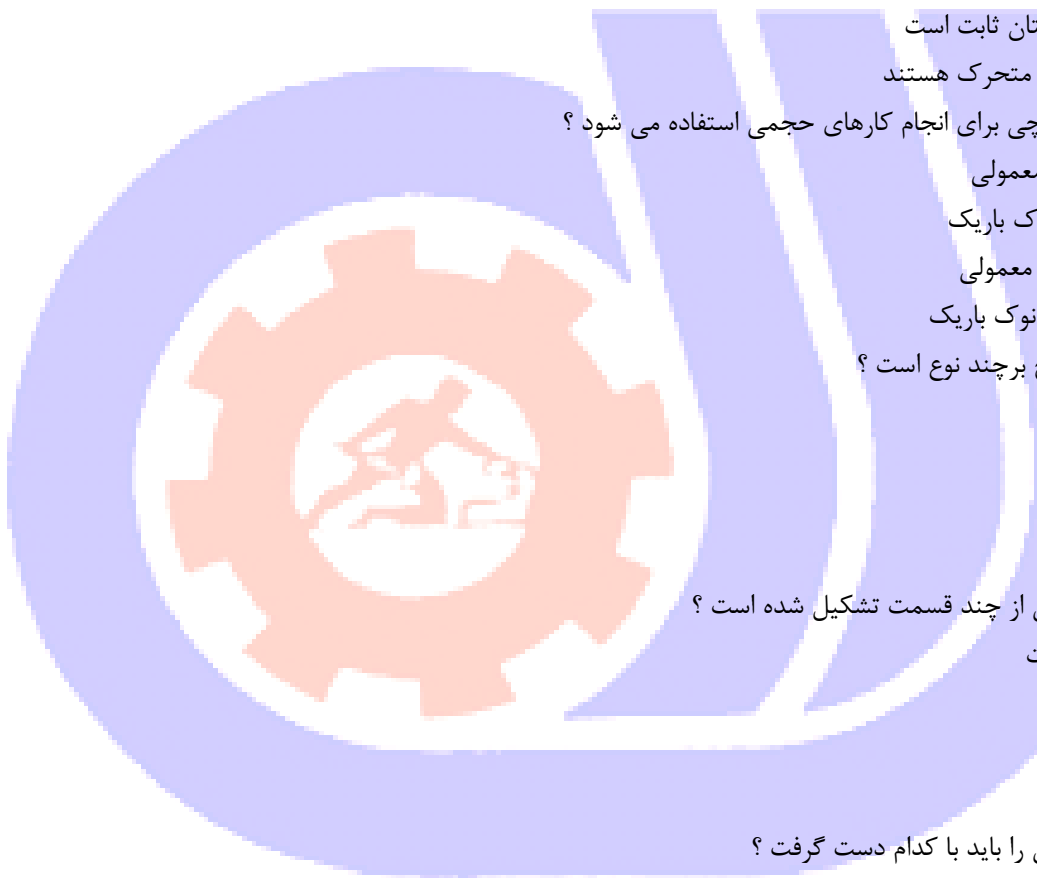 تان ثابت است
متحرک هستند
چی برای انجام کارهای حجمی استفاده می شود ؟
معمولی
ک باریک
معمولی
نوک باریک
برچند نوع است ؟
از چند قسمت تشکیل شده است ؟
ت
را باید با کدام دست گرفت ؟